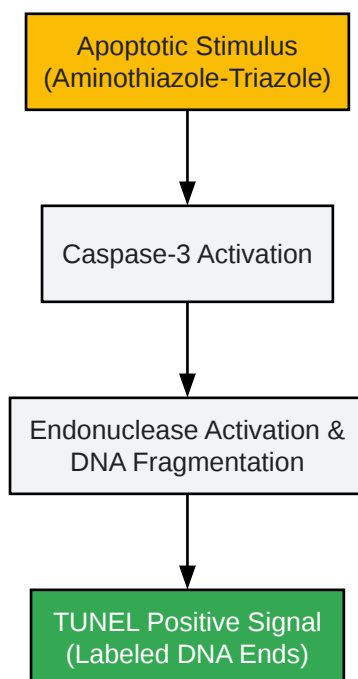 Apoptotic Stimulus
(Aminothiazole-Triazole)
Caspase-3 Activation
Endonuclease Activation &
DNA Fragmentation
TUNEL Positive Signal
(Labeled DNA Ends)